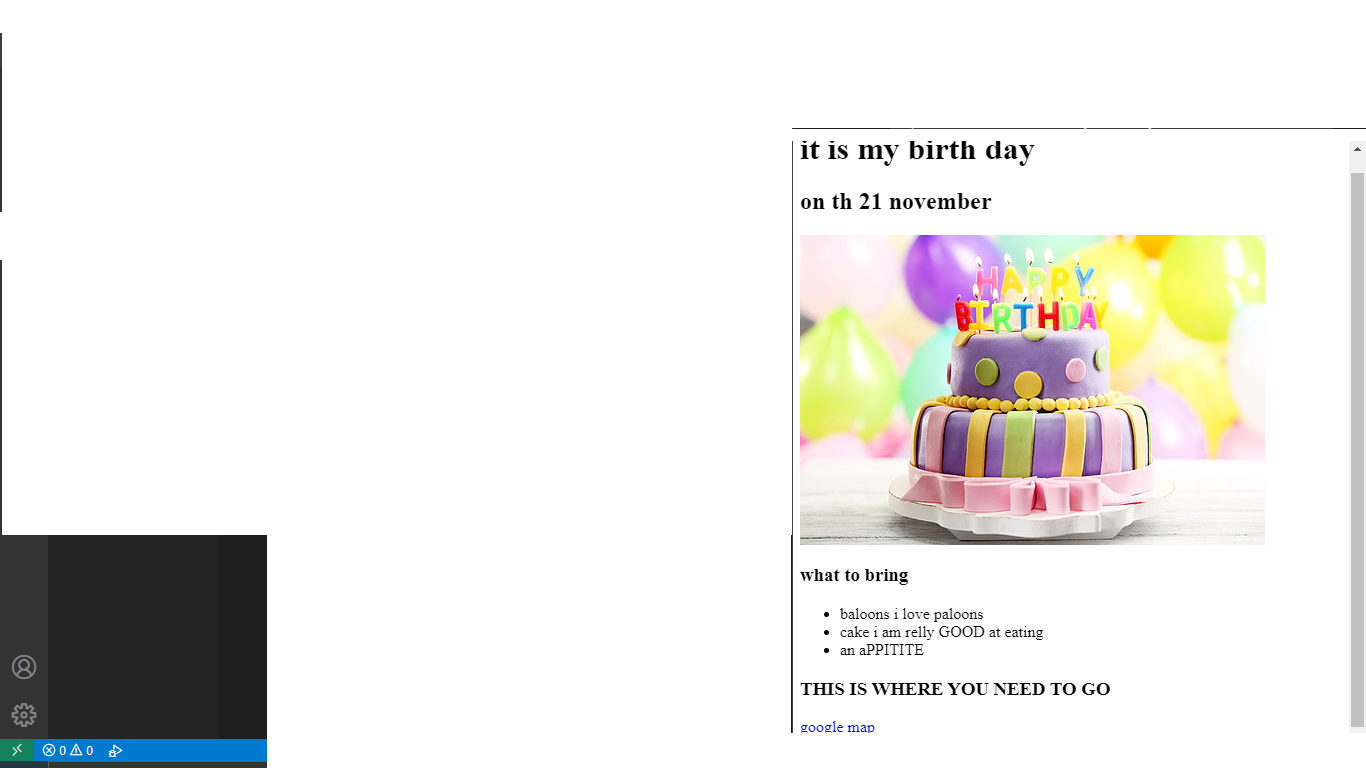 it is my birth day
on th 21 november
HAPPY
BIRTHDAY
what to bring
baloons i love paloons
cake i am relly GOOD at eating
an aPPITITE
THIS IS WHERE YOU NEED TO GO
google map
0 0